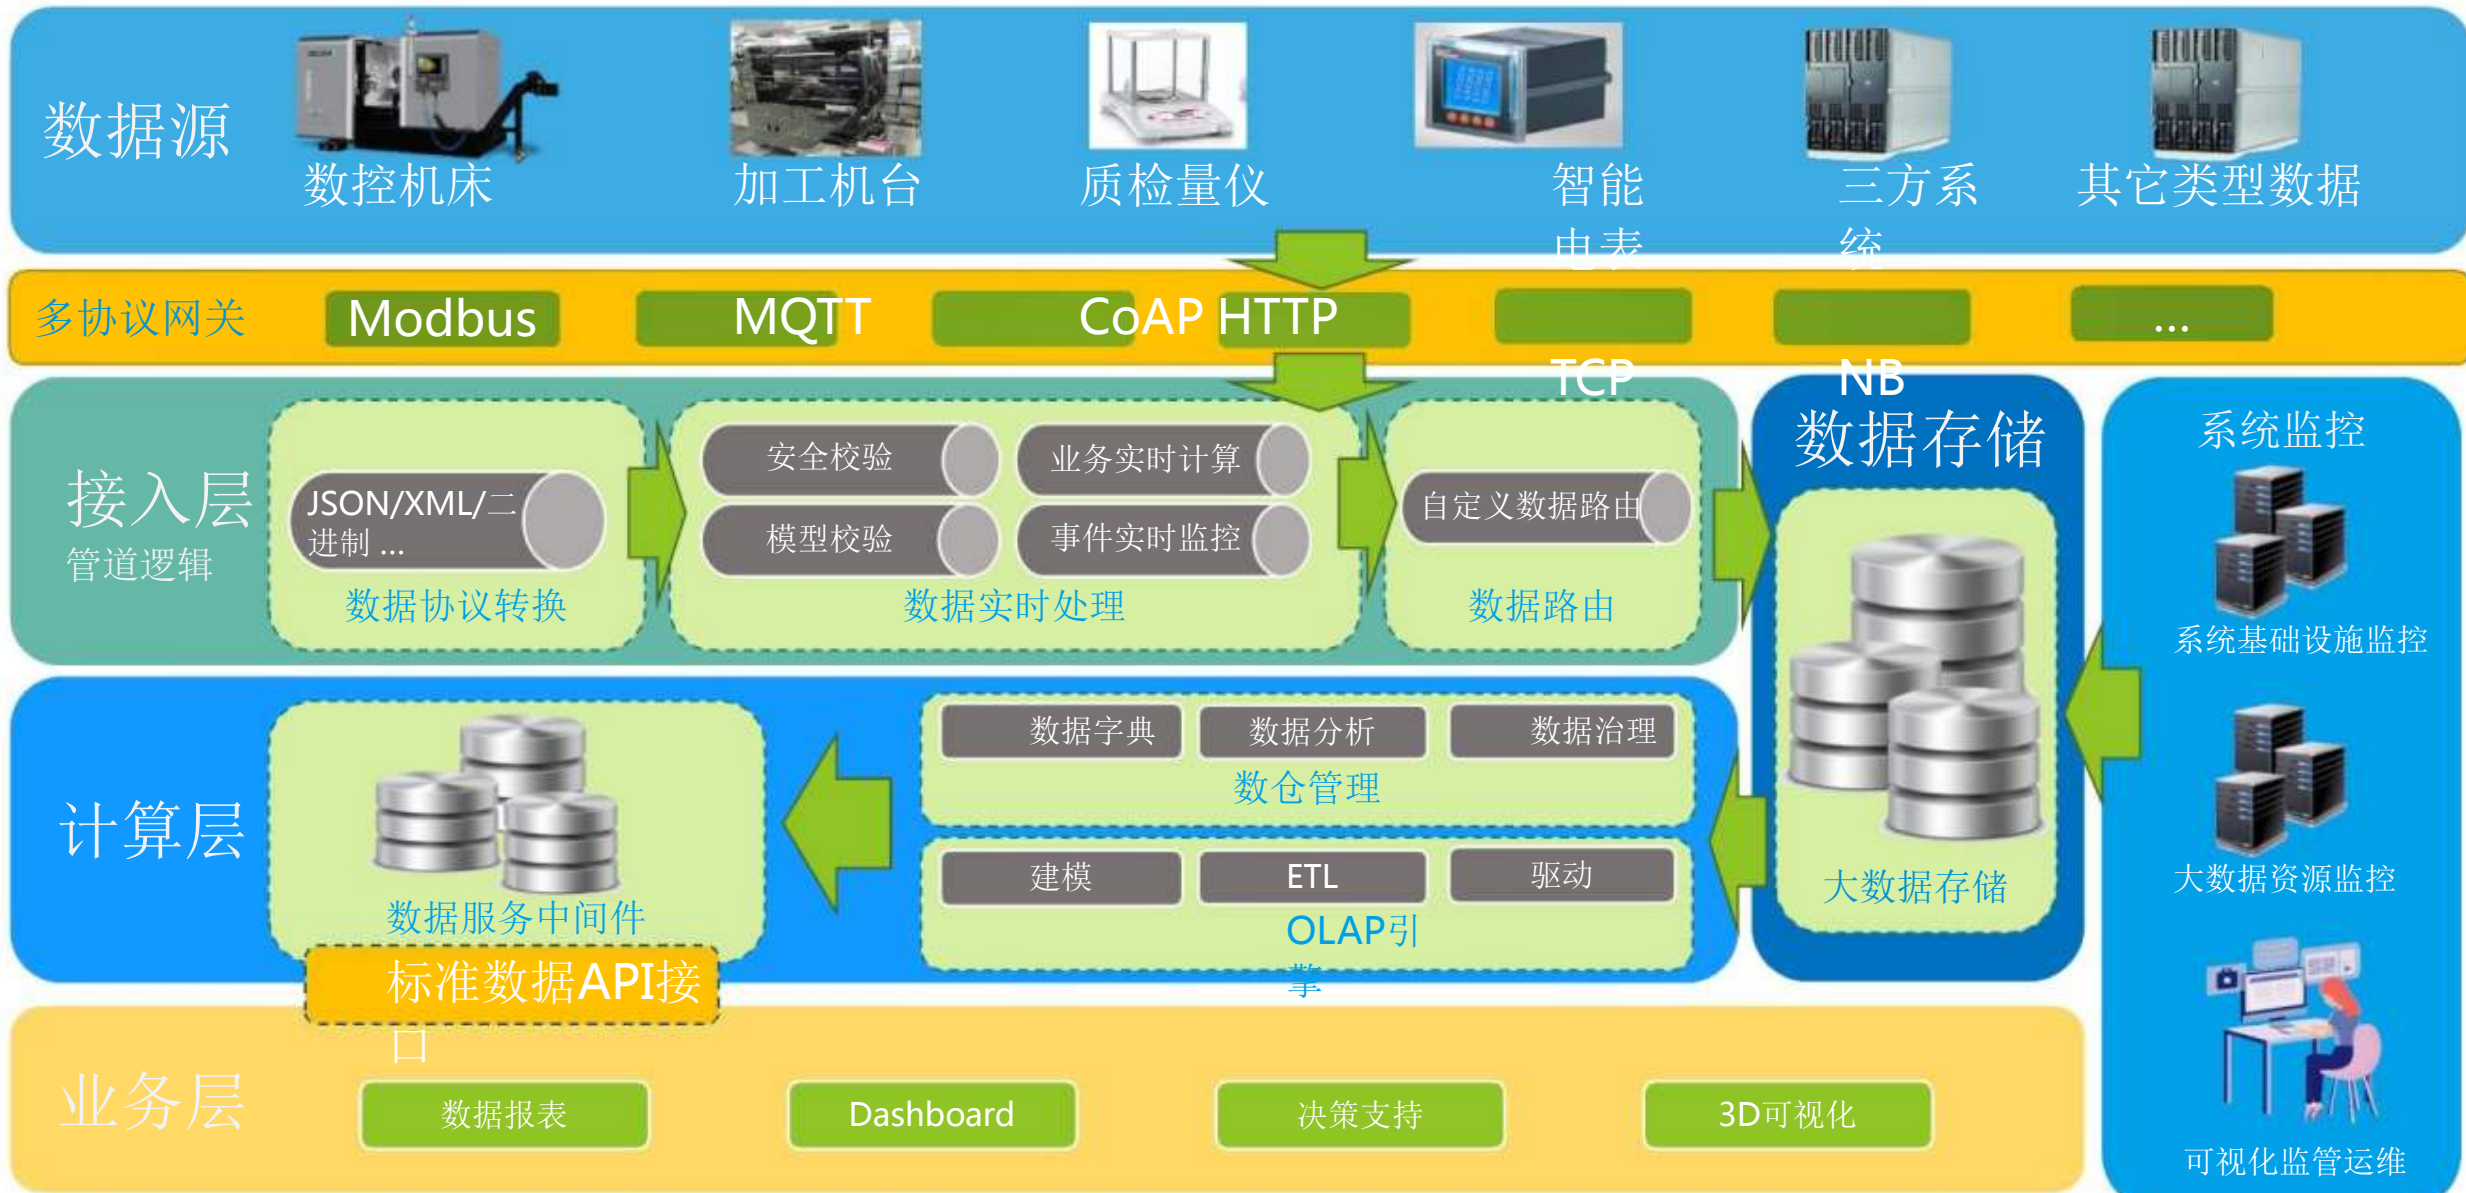 数据源
数控机床
加工机台
质检量仪
智能
电表
三方系
统
其它类型数据
多协议网关
Modbus
MQTT
CoAP HTTP
TCP
NB
...
接入层
管道逻辑
JSON/XML/二
进制 ...
数据协议转换
安全校验
业务实时计算
模型校验
事件实时监控
数据实时处理
自定义数据路由
数据路由
数据存储
大数据存储
系统监控
系统基础设施监控
大数据资源监控
可视化监管运维
计算层
数据服务中间件
数据字典
数据分析
数据治理
数仓管理
建模
ETL
驱动
OLAP引
擎
标准数据API接
口
业务层
数据报表
Dashboard
决策支持
3D可视化